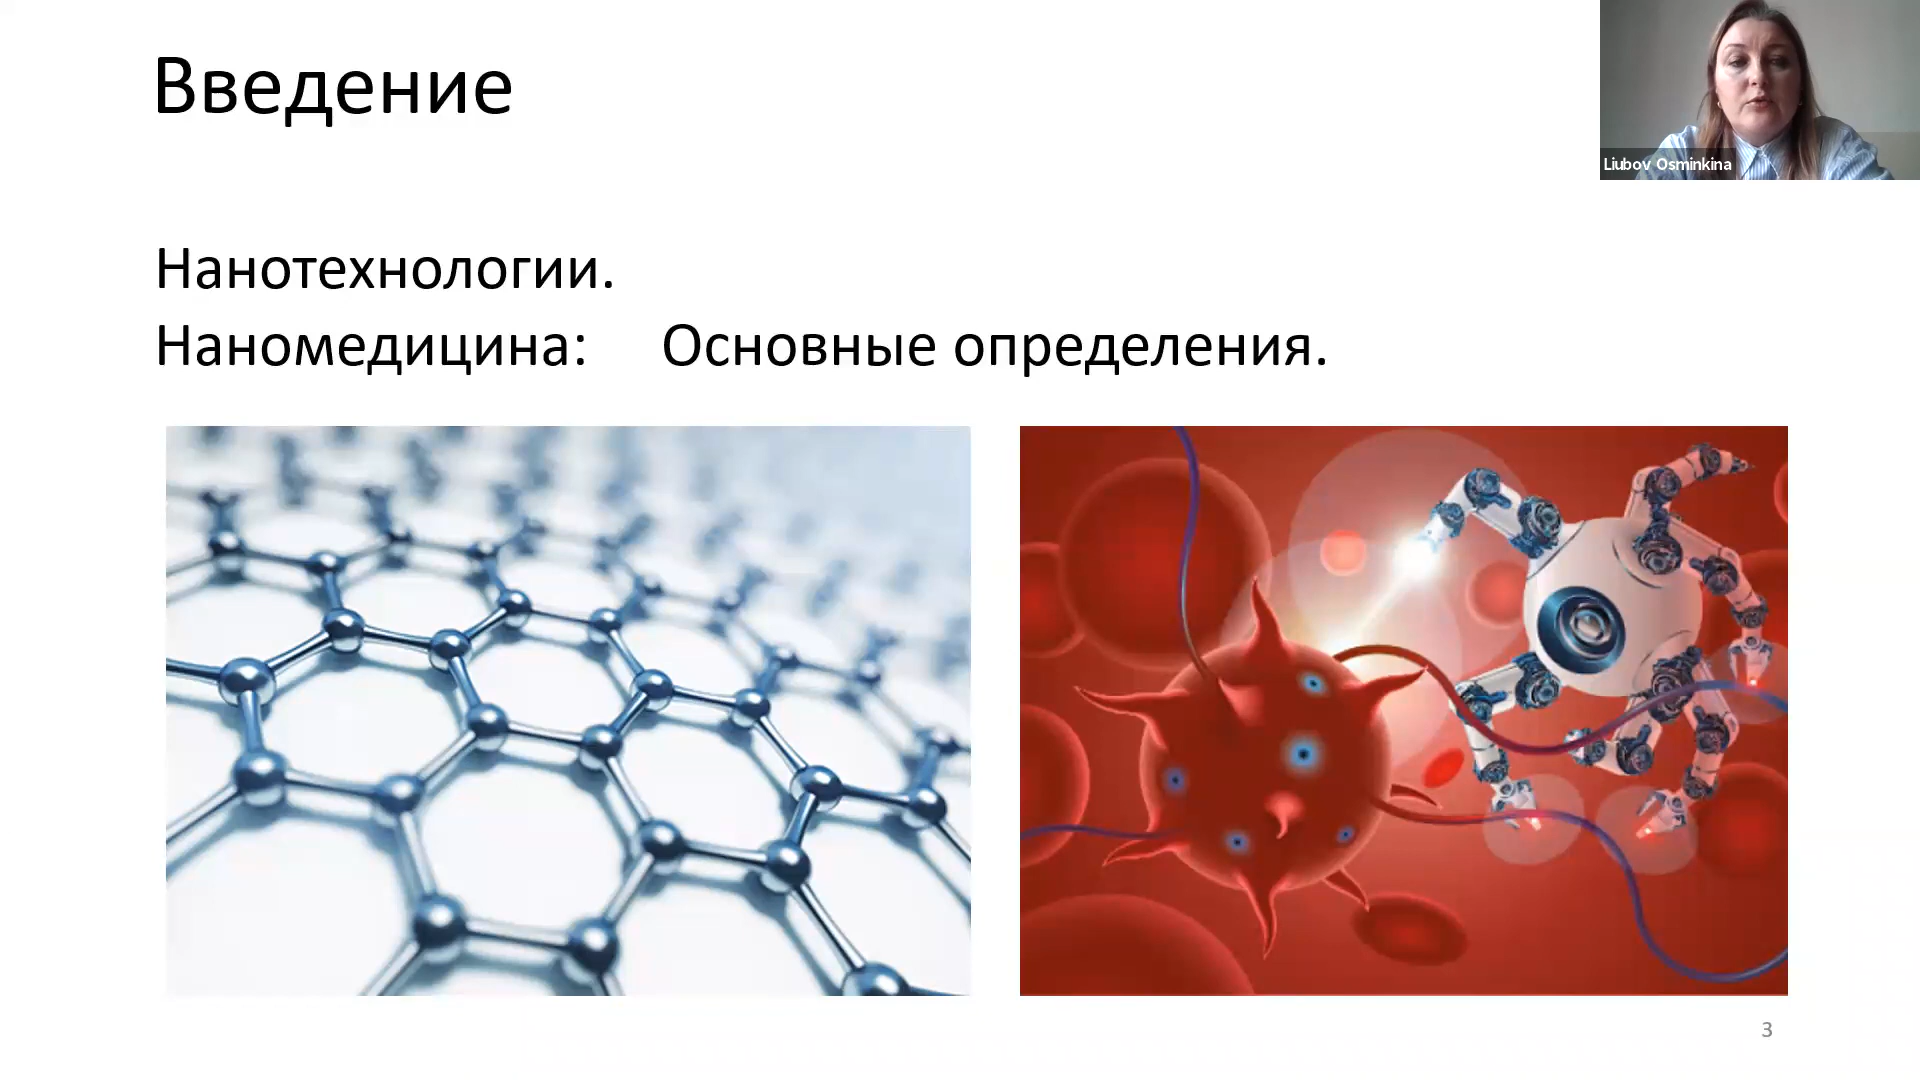 Введение
Liubov Osminkina
Нанотехнологии.
Наномедицина: Основные определения.
3